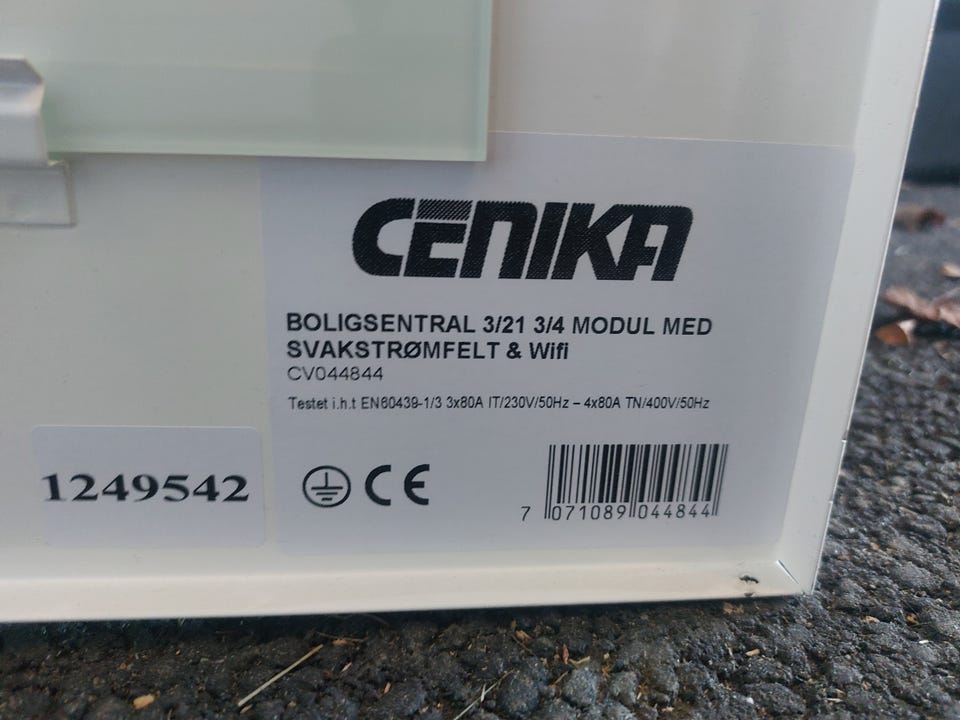 CENIKA
BOLIGSENTRAL 3/21 3/4 MODUL MED
SVAKSTRØMFELT & Wifi
CV044844
Testet i.h.t EN60439-1/3 3x80A IT/230V/50Hz – 4x80A TN/400V/50Hz
1249542
CE
7 071089 044844